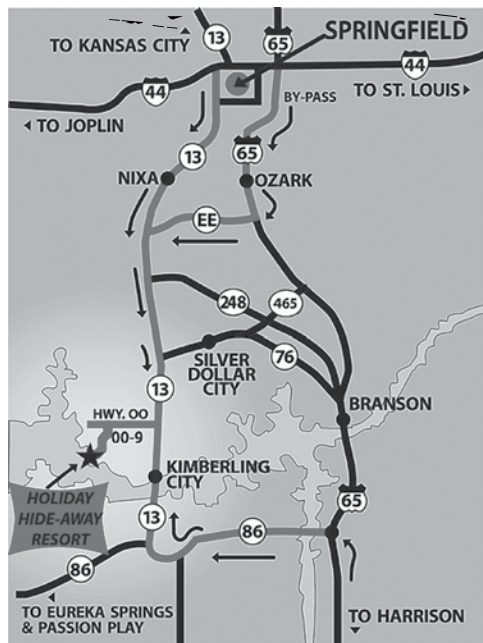 13
65
SPRINGFIELD
TO KANSAS CITY
44
TO ST. LOUIS
44
BY-PASS
TO JOPLIN
13
65
NIXA
OZARK
EE
248
465
SILVER
DOLLAR
CITY
76
13
BRANSON
HWY. OO
OO-9
KIMBERLING
CITY
HOLIDAY
HIDE-AWAY
RESORT
65
13
86
86
TO EUREKA SPRINGS
& PASSION PLAY
TO HARRISON